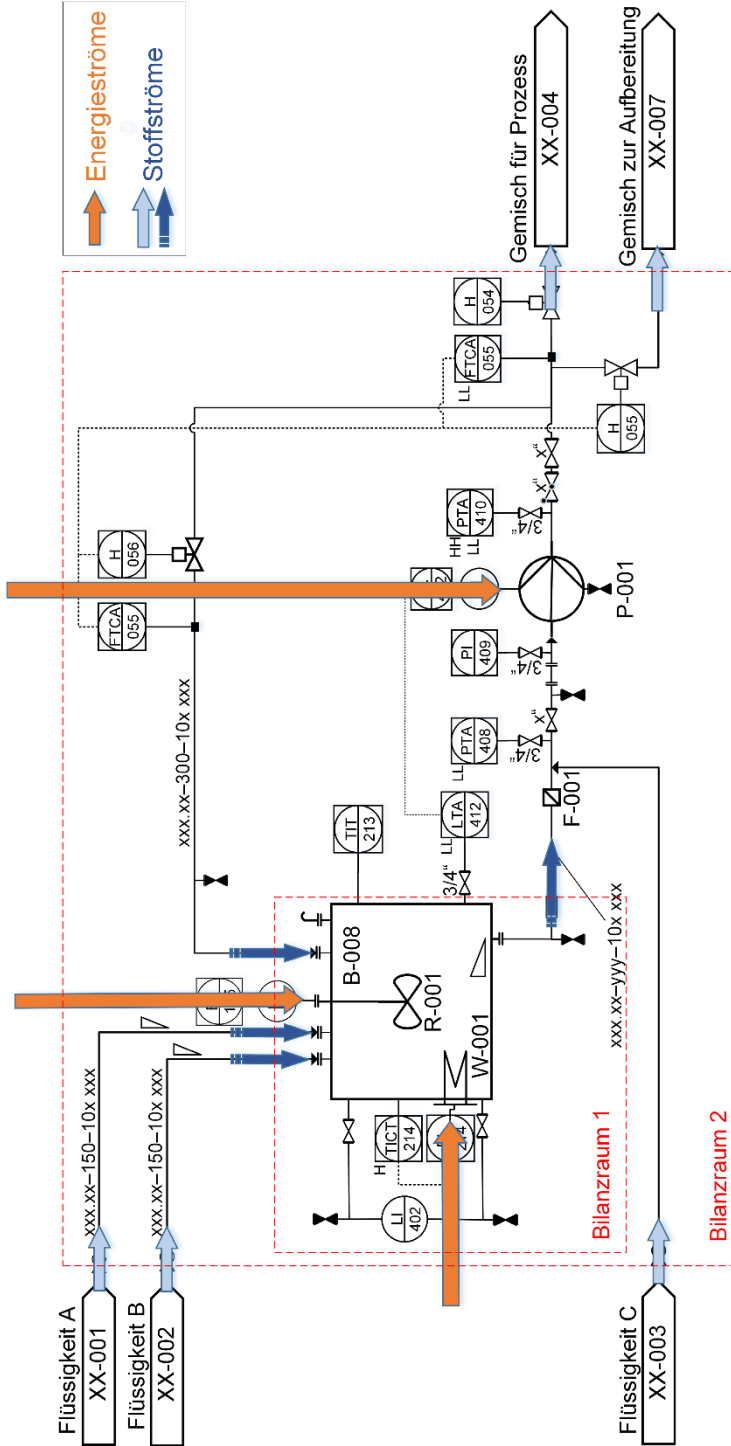 Energieströme
Stoffströme
Flüssigkeit A
XX-001
xxx.xx–150–10x xxx
Flüssigkeit B
XX-002
xxx.xx–150–10x xxx
Flüssigkeit C
XX-003
Gemisch für Prozess
XX-004
Gemisch zur Aufbereitung
XX-007
xxx.xx–300–10x xxx
FTCA
055
H
056
LL
FTCA
055
H
054
H
055
TIT
213
B-008
R-001
W-001
H
TICT
214
LI
402
LL
LTA
412
3/4“
F-001
xxx.xx–yyy–10x xxx
LL
PTA
408
3/4“
x“
PI
409
3/4“
P-001
HH
LL
PTA
410
3/4“
x“
x“
Bilanzraum 1
Bilanzraum 2